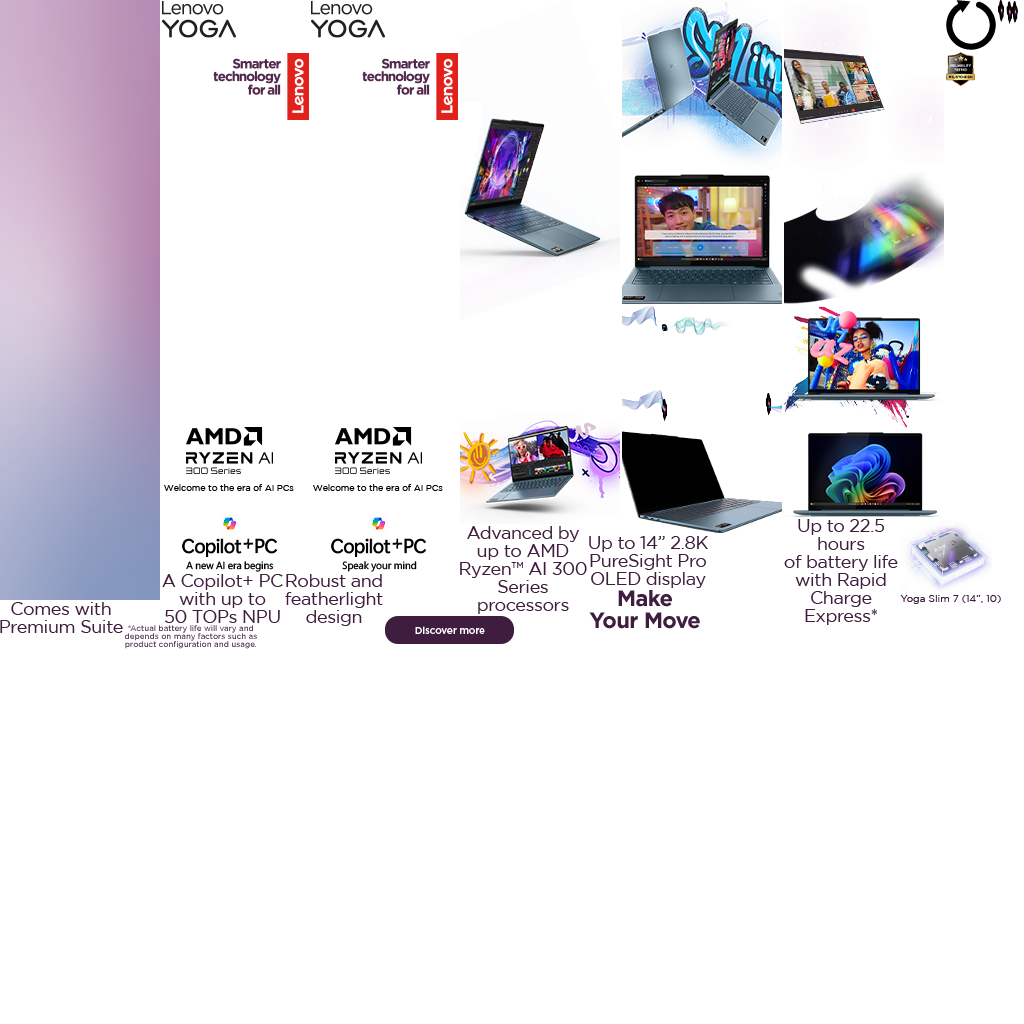 Lenovo
YOGA
Lenovo
YOGA
Smarter
technology
for all
Lenovo
Smarter
technology
for all
Lenovo
Slim
AMD
RYZEN AI
300 Series
Welcome to the era of AI PCs
AMD
RYZEN AI
300 Series
Welcome to the era of AI PCs
Copilot+PC
A new AI era begins
Copilot+PC
Speak your mind
A Copilot+ PC
with up to
50 TOPs NPU
Robust and
featherlight
design
Advanced by
up to AMD
Ryzen™ AI 300
Series
processors
Up to 14” 2.8K
PureSight Pro
OLED display
Make
Your Move
Up to 22.5
hours
of battery life
with Rapid
Charge
Express*
Yoga Slim 7 (14”, 10)
Comes with
Premium Suite
*Actual battery life will vary and
depends on many factors such as
product configuration and usage.
Discover more